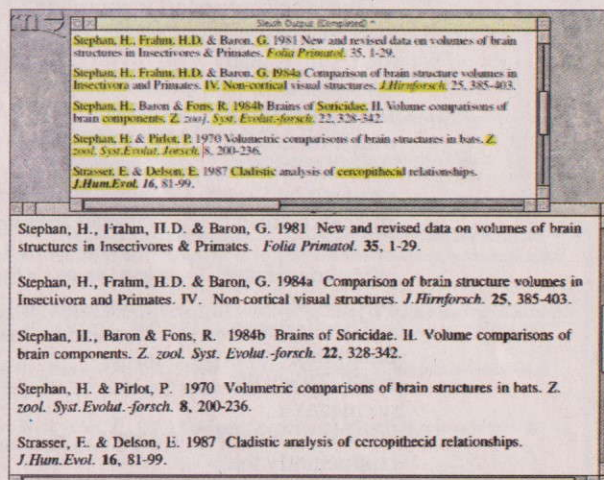 Sleuth Output (Completed)
Stephan, H., Frahm, H.D. & Baron, G. 1981 New and revised data on volumes of brain
structures in Insectivores & Primates. Folia Primatol. 35, 1-29.
Stephan, H., Frahm, H.D. & Baron, G. 1984a Comparison of brain structure volumes in
Insectivora and Primates. IV. Non-cortical visual structures. J.Hirnforsch. 25, 385-403.
Stephan, H., Baron & Fons, R. 1984b Brains of Soricidae. II. Volume comparisons of
brain components. Z. zool. Syst. Evolut.-forsch. 22, 328-342.
Stephan, H. & Pirlot, P. 1970 Volumetric comparisons of brain structures in bats. Z.
zool. Syst.Evolut. forsch. 8, 200-236.
Strasser, E. & Delson, E. 1987 Cladistic analysis of cercopithecid relationships.
J.Hum.Evol. 16, 81-99.
Stephan, H., Frahm, H.D. & Baron, G. 1981 New and revised data on volumes of brain
structures in Insectivores & Primates. Folia Primatol. 35, 1-29.
Stephan, H., Frahm, H.D. & Baron, G. 1984a Comparison of brain structure volumes in
Insectivora and Primates. IV. Non-cortical visual structures. J.Hirnforsch. 25, 385-403.
Stephan, H., Baron & Fons, R. 1984b Brains of Soricidae. II. Volume comparisons of
brain components. Z. zool. Syst. Evolut.-forsch. 22, 328-342.
Stephan, H. & Pirlot, P. 1970 Volumetric comparisons of brain structures in bats. Z.
zool. Syst.Evolut.-forsch. 8, 200-236.
Strasser, E. & Delson, E. 1987 Cladistic analysis of cercopithecid relationships.
J.Hum.Evol. 16, 81-99.